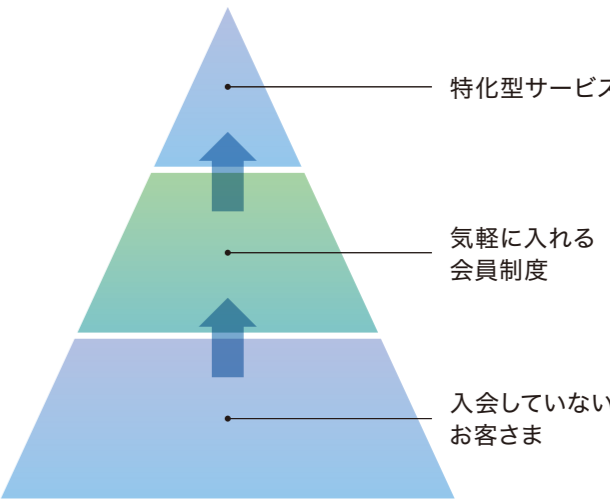 特化型サービス
気軽に入れる
会員制度
入会していない
お客さま